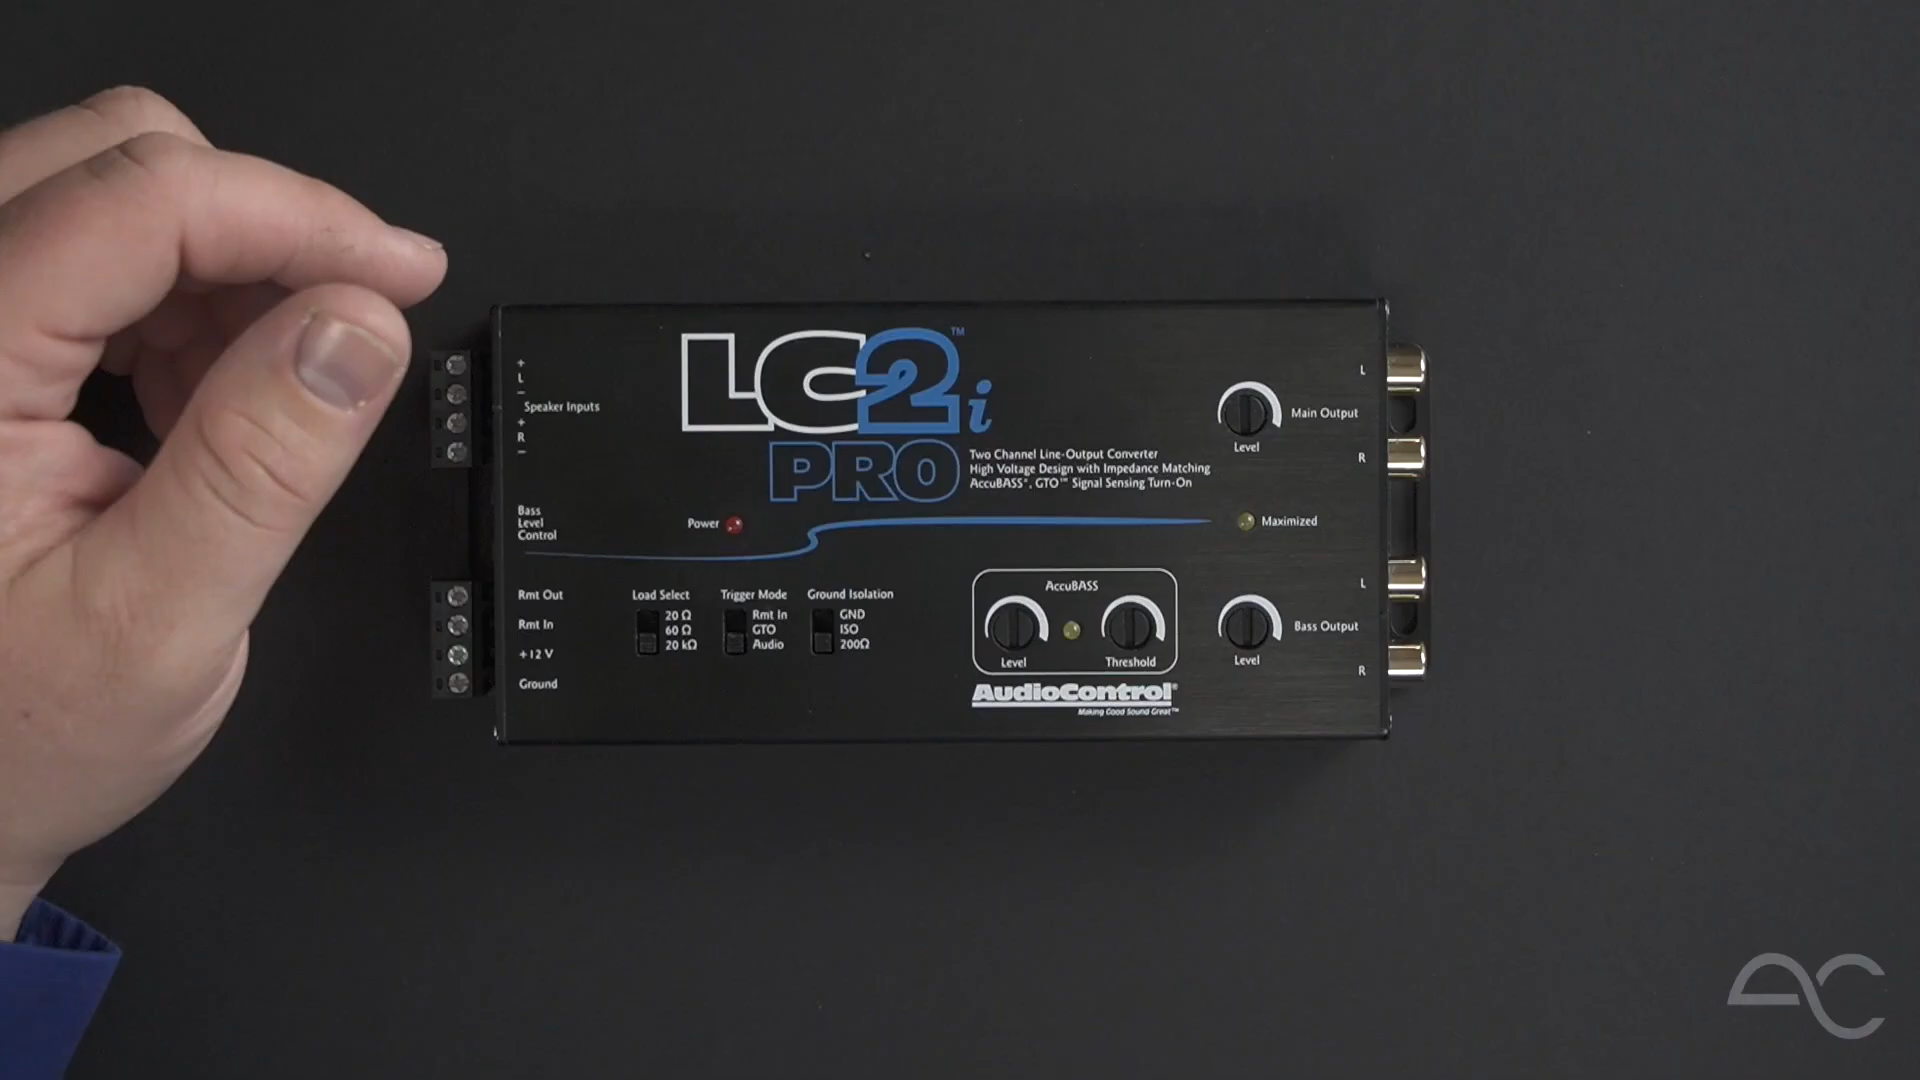 LC2i™
PRO
Two Channel Line-Output Converter
High Voltage Design with Impedance Matching
AccuBASS®, GTO™ Signal Sensing Turn-On
+
L
−
Speaker Inputs
+
R
−
Bass
Level
Control
Power
Maximized
L
Main Output
Level
R
Rmt Out
Rmt In
+12 V
Ground
Load Select
20 Ω
60 Ω
20 kΩ
Trigger Mode
Rmt In
GTO
Audio
Ground Isolation
GND
ISO
200Ω
AccuBASS
Level
Threshold
L
Bass Output
Level
R
AudioControl®
Making Good Sound Great™
AC